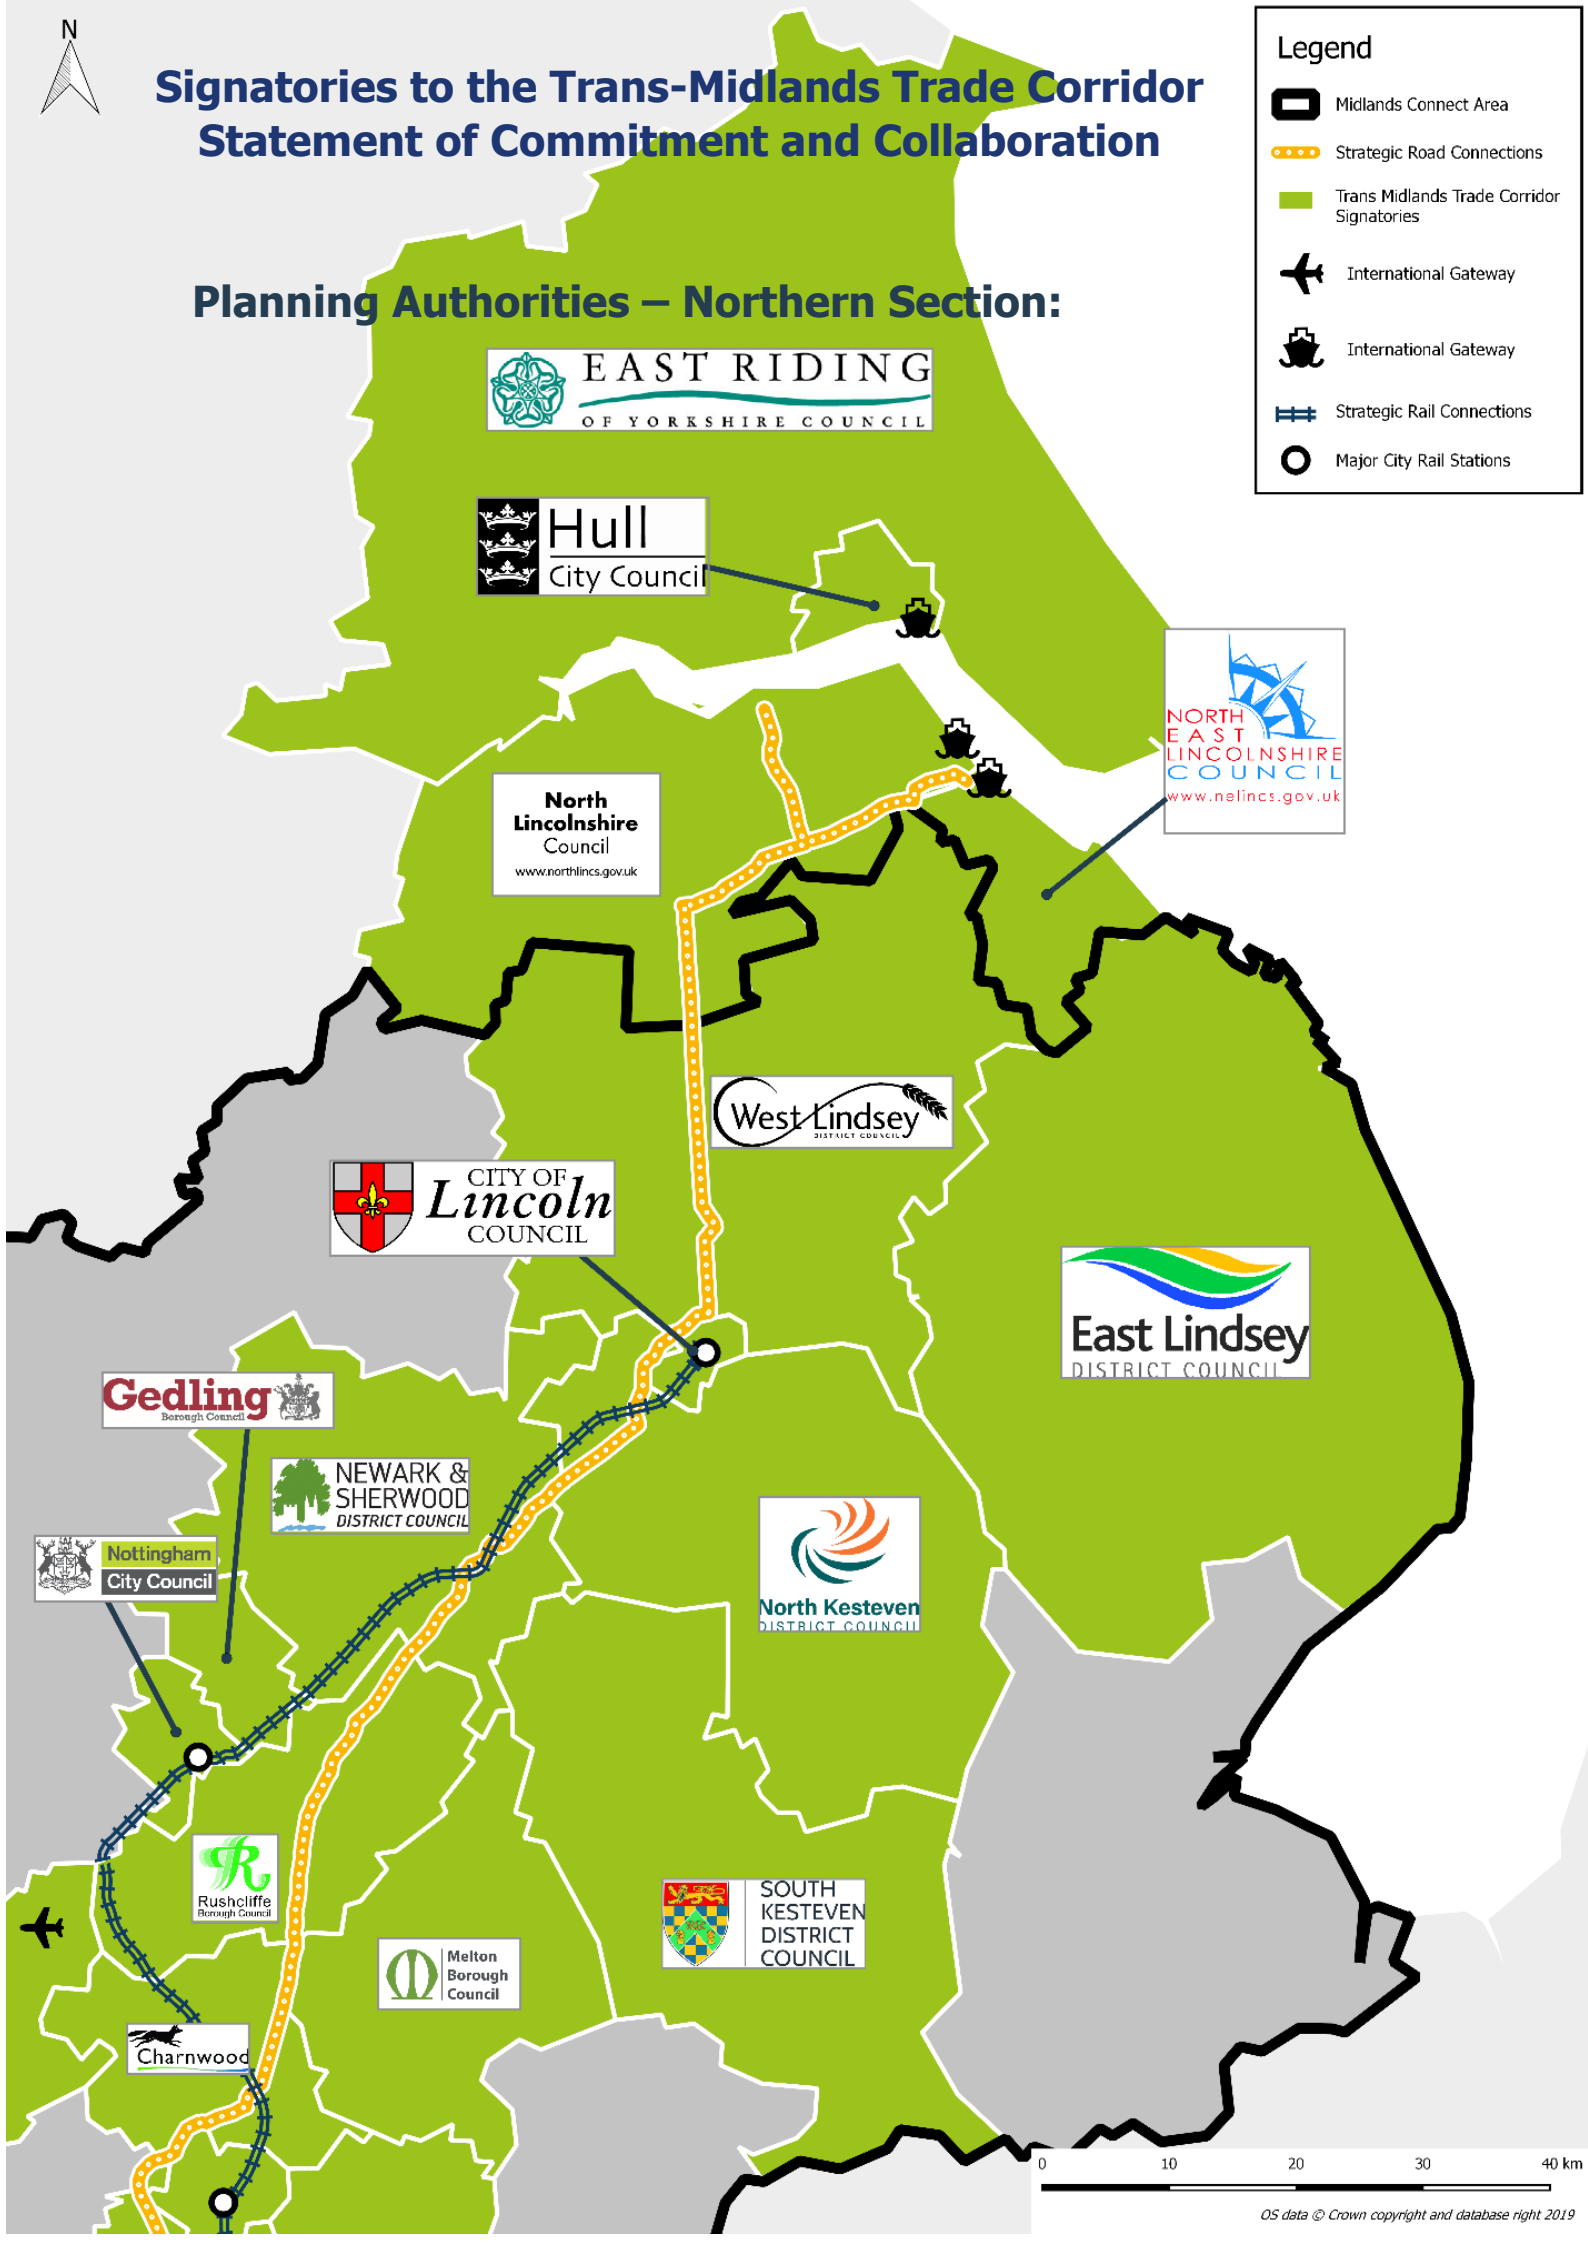 N
Signatories to the Trans-Midlands Trade Corridor
Statement of Commitment and Collaboration
Planning Authorities – Northern Section:
Legend
Midlands Connect Area
Strategic Road Connections
Trans Midlands Trade Corridor
Signatories
International Gateway
International Gateway
Strategic Rail Connections
Major City Rail Stations
EAST RIDING
OF YORKSHIRE COUNCIL
Hull
City Council
NORTH
EAST
LINCOLNSHIRE
COUNCIL
www.nelincs.gov.uk
North
Lincolnshire
Council
www.northlincs.gov.uk
West Lindsey
DISTRICT COUNCIL
CITY OF
Lincoln
COUNCIL
East Lindsey
DISTRICT COUNCIL
Gedling
Borough Council
NEWARK &
SHERWOOD
DISTRICT COUNCIL
Nottingham
City Council
North Kesteven
DISTRICT COUNCIL
R
Rushcliffe
Borough Council
SOUTH
KESTEVEN
DISTRICT
COUNCIL
Melton
Borough
Council
Charnwood
0 10 20 30 40 km
OS data © Crown copyright and database right 2019